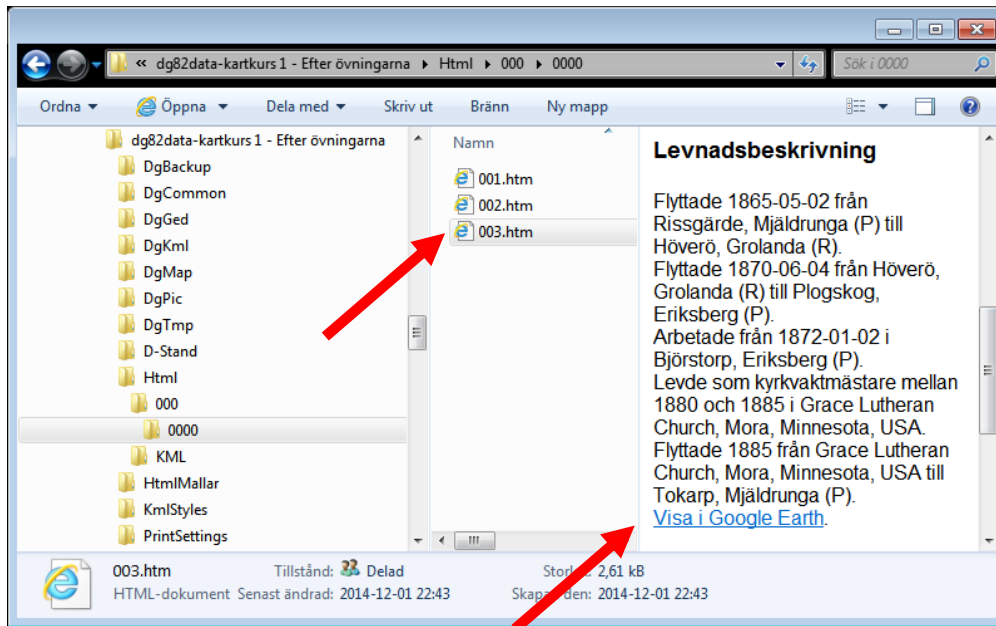 « dg82data-kartkurs 1 - Efter övningarna ▸ Html ▸ 000 ▸ 0000
Sök i 0000
Ordna Öppna Dela med Skriv ut Bränn Ny mapp
dg82data-kartkurs 1 - Efter övningarna
DgBackup
DgCommon
DgGed
DgKml
DgMap
DgPic
DgTmp
D-Stand
Html
000
0000
KML
HtmlMallar
KmlStyles
PrintSettings
Namn
001.htm
002.htm
003.htm
Levnadsbeskrivning
Flyttade 1865-05-02 från
Rissgärde, Mjäldrunga (P) till
Höverö, Grolanda (R).
Flyttade 1870-06-04 från Höverö,
Grolanda (R) till Plogskog,
Eriksberg (P).
Arbetade från 1872-01-02 i
Björstorp, Eriksberg (P).
Levde som kyrkvaktmästare mellan
1880 och 1885 i Grace Lutheran
Church, Mora, Minnesota, USA.
Flyttade 1885 från Grace Lutheran
Church, Mora, Minnesota, USA till
Tokarp, Mjäldrunga (P).
Visa i Google Earth.
003.htm Tillstånd: Delad 2,61 kB
HTML-dokument Senast ändrad: 2014-12-01 22:43 den: 2014-12-01 22:43